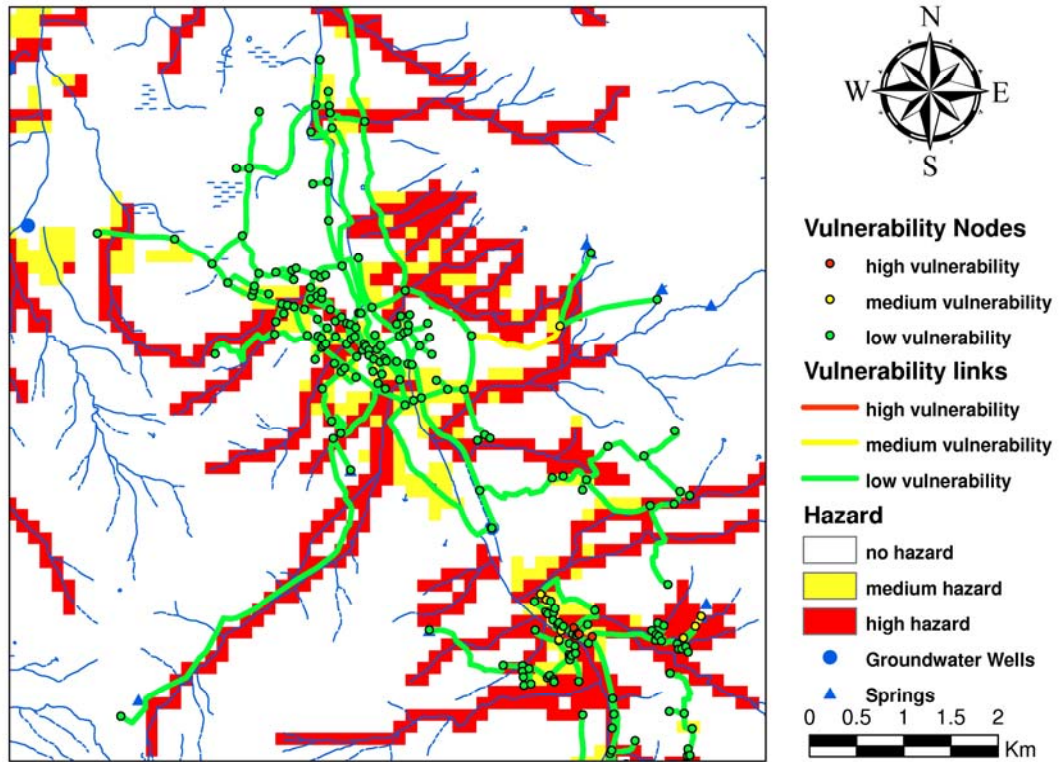 N
W E
S
Vulnerability Nodes
high vulnerability
medium vulnerability
low vulnerability
Vulnerability links
high vulnerability
medium vulnerability
low vulnerability
Hazard
no hazard
medium hazard
high hazard
Groundwater Wells
Springs
0 0.5 1 1.5 2
Km